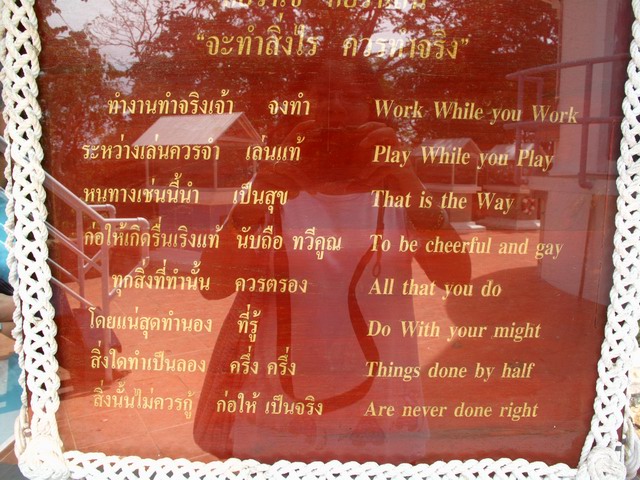 "จะทำสิ่งไร ควรทำจริง"
ทำงานทำจริงเจ้า จงทำ Work While you Work
ระหว่างเล่นควรจำ เล่นแท้ Play While you Play
หนทางเช่นนี้นำ เป็นสุข That is the Way
ก่อให้เกิดรื่นเริงแท้ นับถือ ทวีคูณ To be cheerful and gay
ทุกสิ่งที่ทำนั้น ควรตรอง All that you do
โดยแน่สุดทำนอง ที่รู้ Do With your might
สิ่งใดทำเป็นลอง ครึ่ง ครึ่ง Things done by half
สิ่งนั้นไม่ควรกู้ ก่อให้ เป็นจริง Are never done right